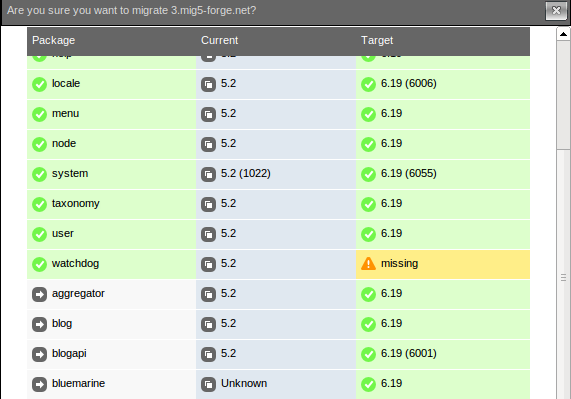 Are you sure you want to migrate 3.mig5-forge.net?
Package Current Target
locale 5.2 6.19 (6006)
menu 5.2 6.19
node 5.2 6.19
system 5.2 (1022) 6.19 (6055)
taxonomy 5.2 6.19
user 5.2 6.19
watchdog 5.2 missing
aggregator 5.2 6.19
blog 5.2 6.19
blogapi 5.2 6.19 (6001)
bluemarine Unknown 6.19